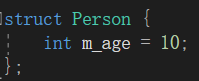 struct Person {
    int m_age = 10;
};